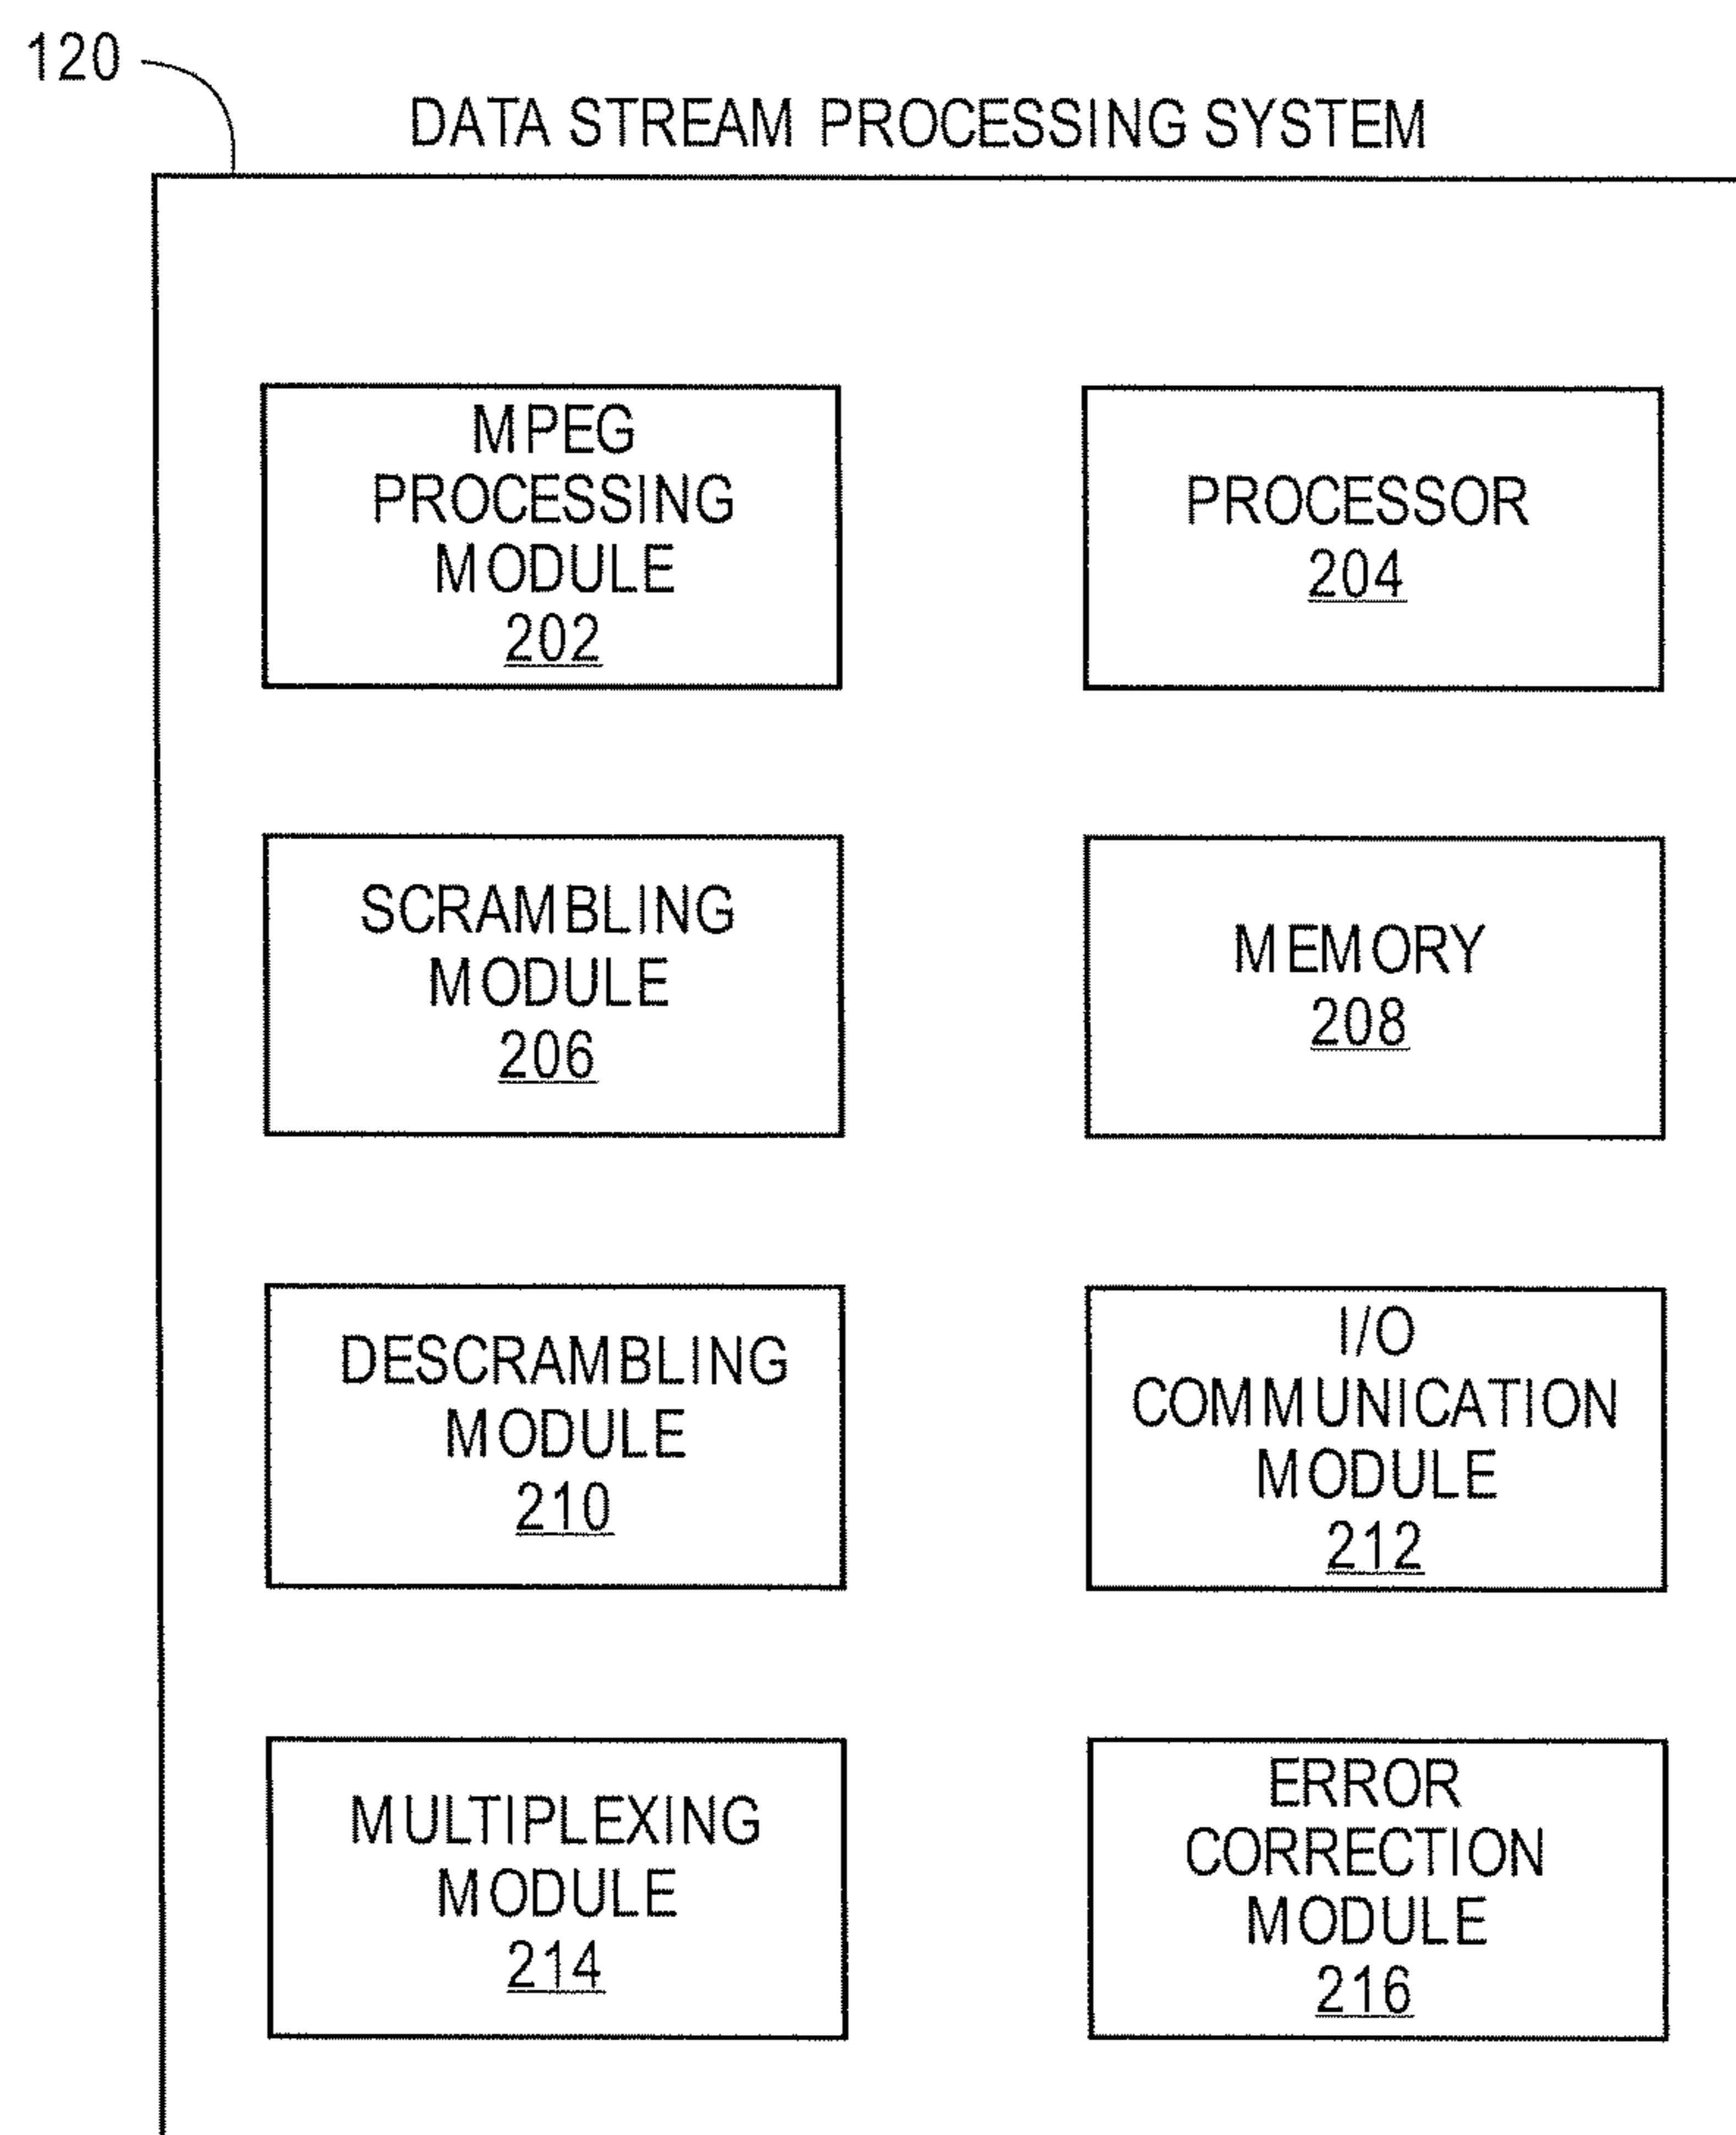 120
DATA STREAM PROCESSING SYSTEM
MPEG
PROCESSING
MODULE
202
PROCESSOR
204
SCRAMBLING
MODULE
206
MEMORY
208
DESCRAMBLING
MODULE
210
I/O
COMMUNICATION
MODULE
212
MULTIPLEXING
MODULE
214
ERROR
CORRECTION
MODULE
216